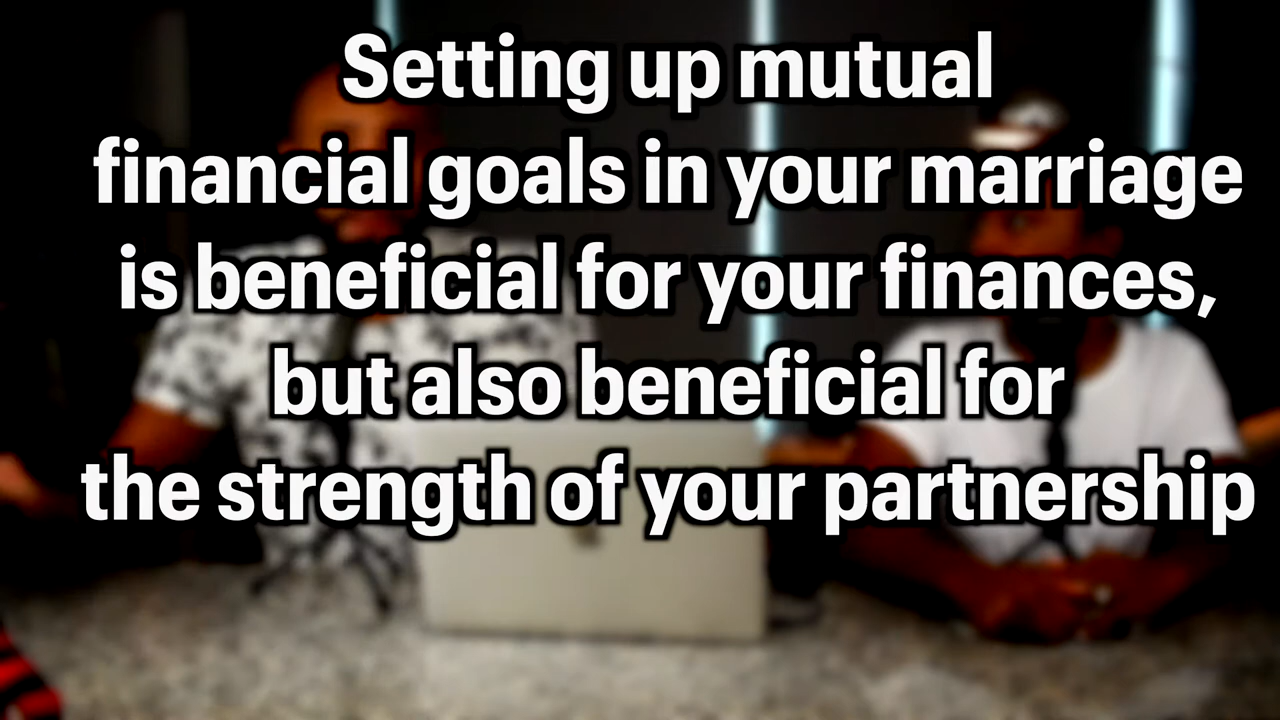 Setting up mutual
financial goals in your marriage
is beneficial for your finances,
but also beneficial for
the strength of your partnership